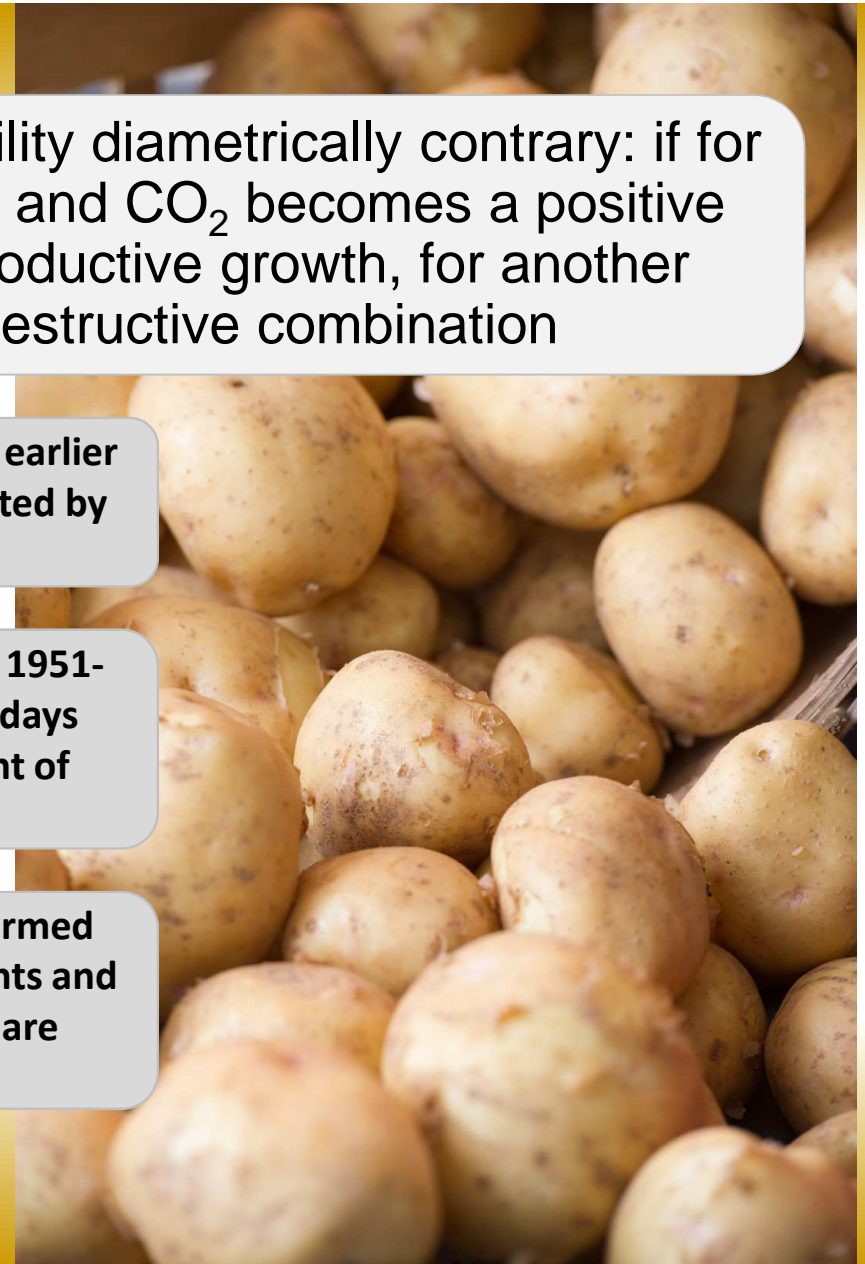 ility diametrically contrary: if for
and CO₂ becomes a positive
oductive growth, for another
estructive combination
earlier
ted by
1951-
days
nt of
rmed
nts and
are